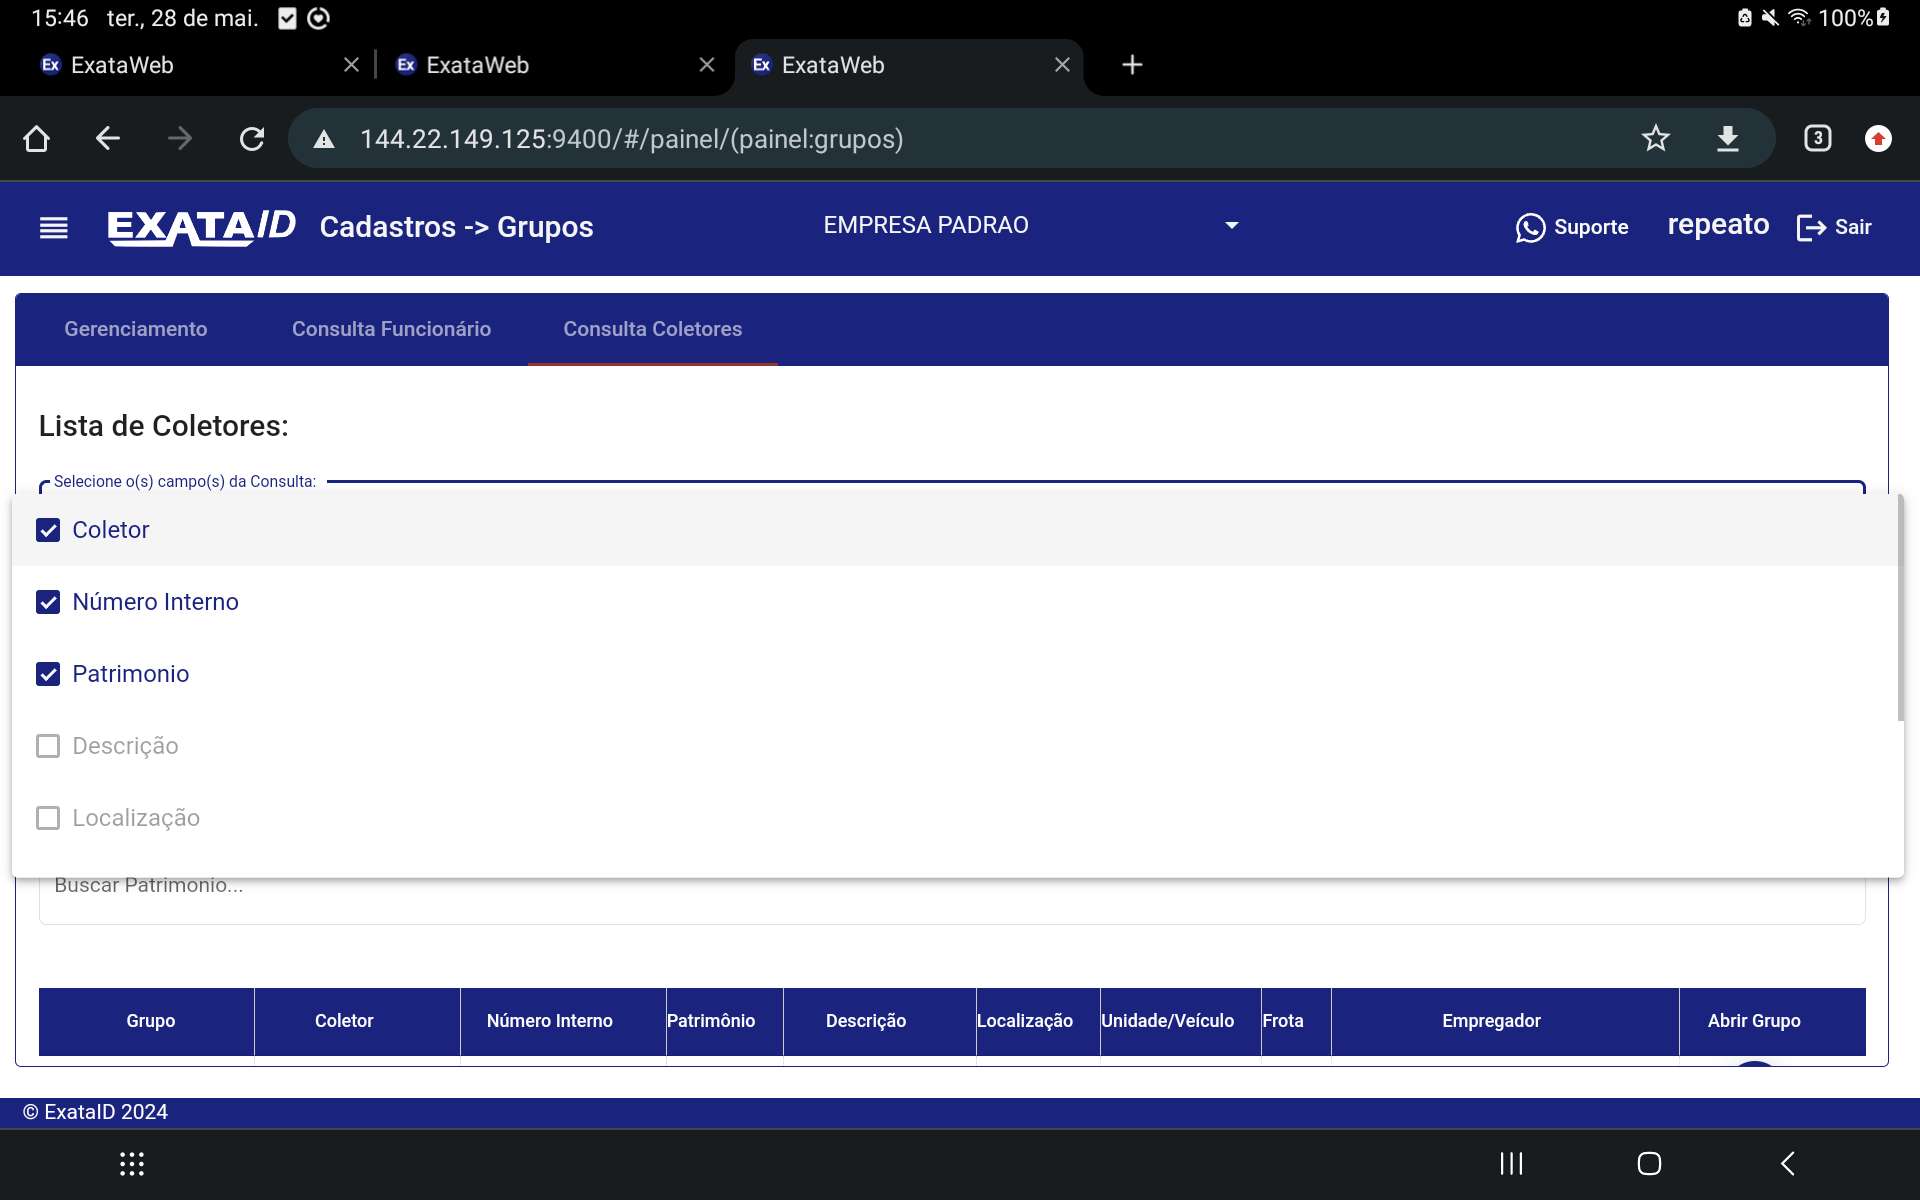 15:46 ter., 28 de mai. 100%
Ex ExataWeb Ex ExataWeb Ex ExataWeb
144.22.149.125:9400/#/painel/(painel:grupos) 3
EXATAID Cadastros -> Grupos EMPRESA PADRAO Suporte repeato Sair
Gerenciamento Consulta Funcionário Consulta Coletores
Lista de Coletores:
Selecione o(s) campo(s) da Consulta:
Coletor
Número Interno
Patrimonio
Descrição
Localização
Buscar Patrimonio...
Grupo Coletor Número Interno Patrimônio Descrição Localização Unidade/Veículo Frota Empregador Abrir Grupo
© ExataID 2024